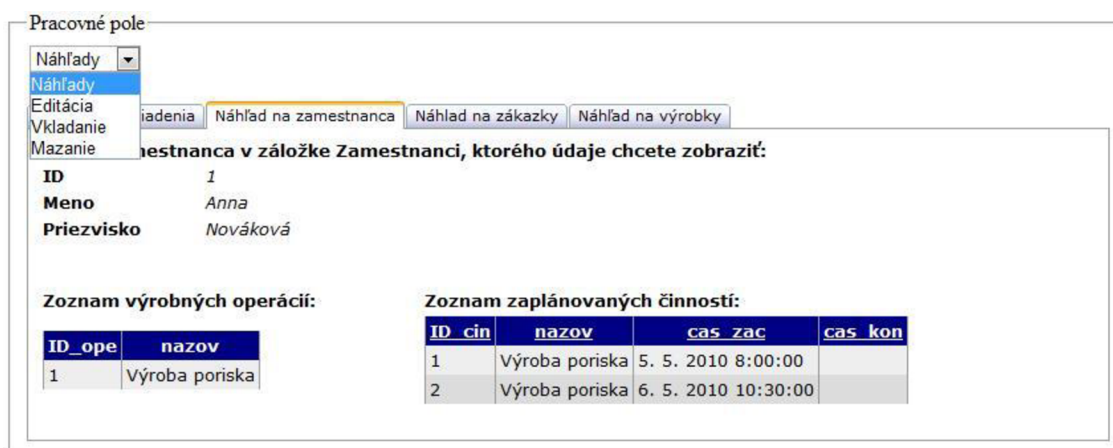 Pracovné pole
Náhľady
Náhľady
Editácia
Vkladanie
Mazanie
iadenia Náhľad na zamestnanca Náhlad na zákazky Náhľad na výrobky
mestnanca v záložke Zamestnanci, ktorého údaje chcete zobraziť:
ID 1
Meno Anna
Priezvisko Nováková
Zoznam výrobných operácií:
ID_ope nazov
1 Výroba poriska
Zoznam zaplánovaných činností:
ID_cin nazov cas_zac cas_kon
1 Výroba poriska 5. 5. 2010 8:00:00
2 Výroba poriska 6. 5. 2010 10:30:00